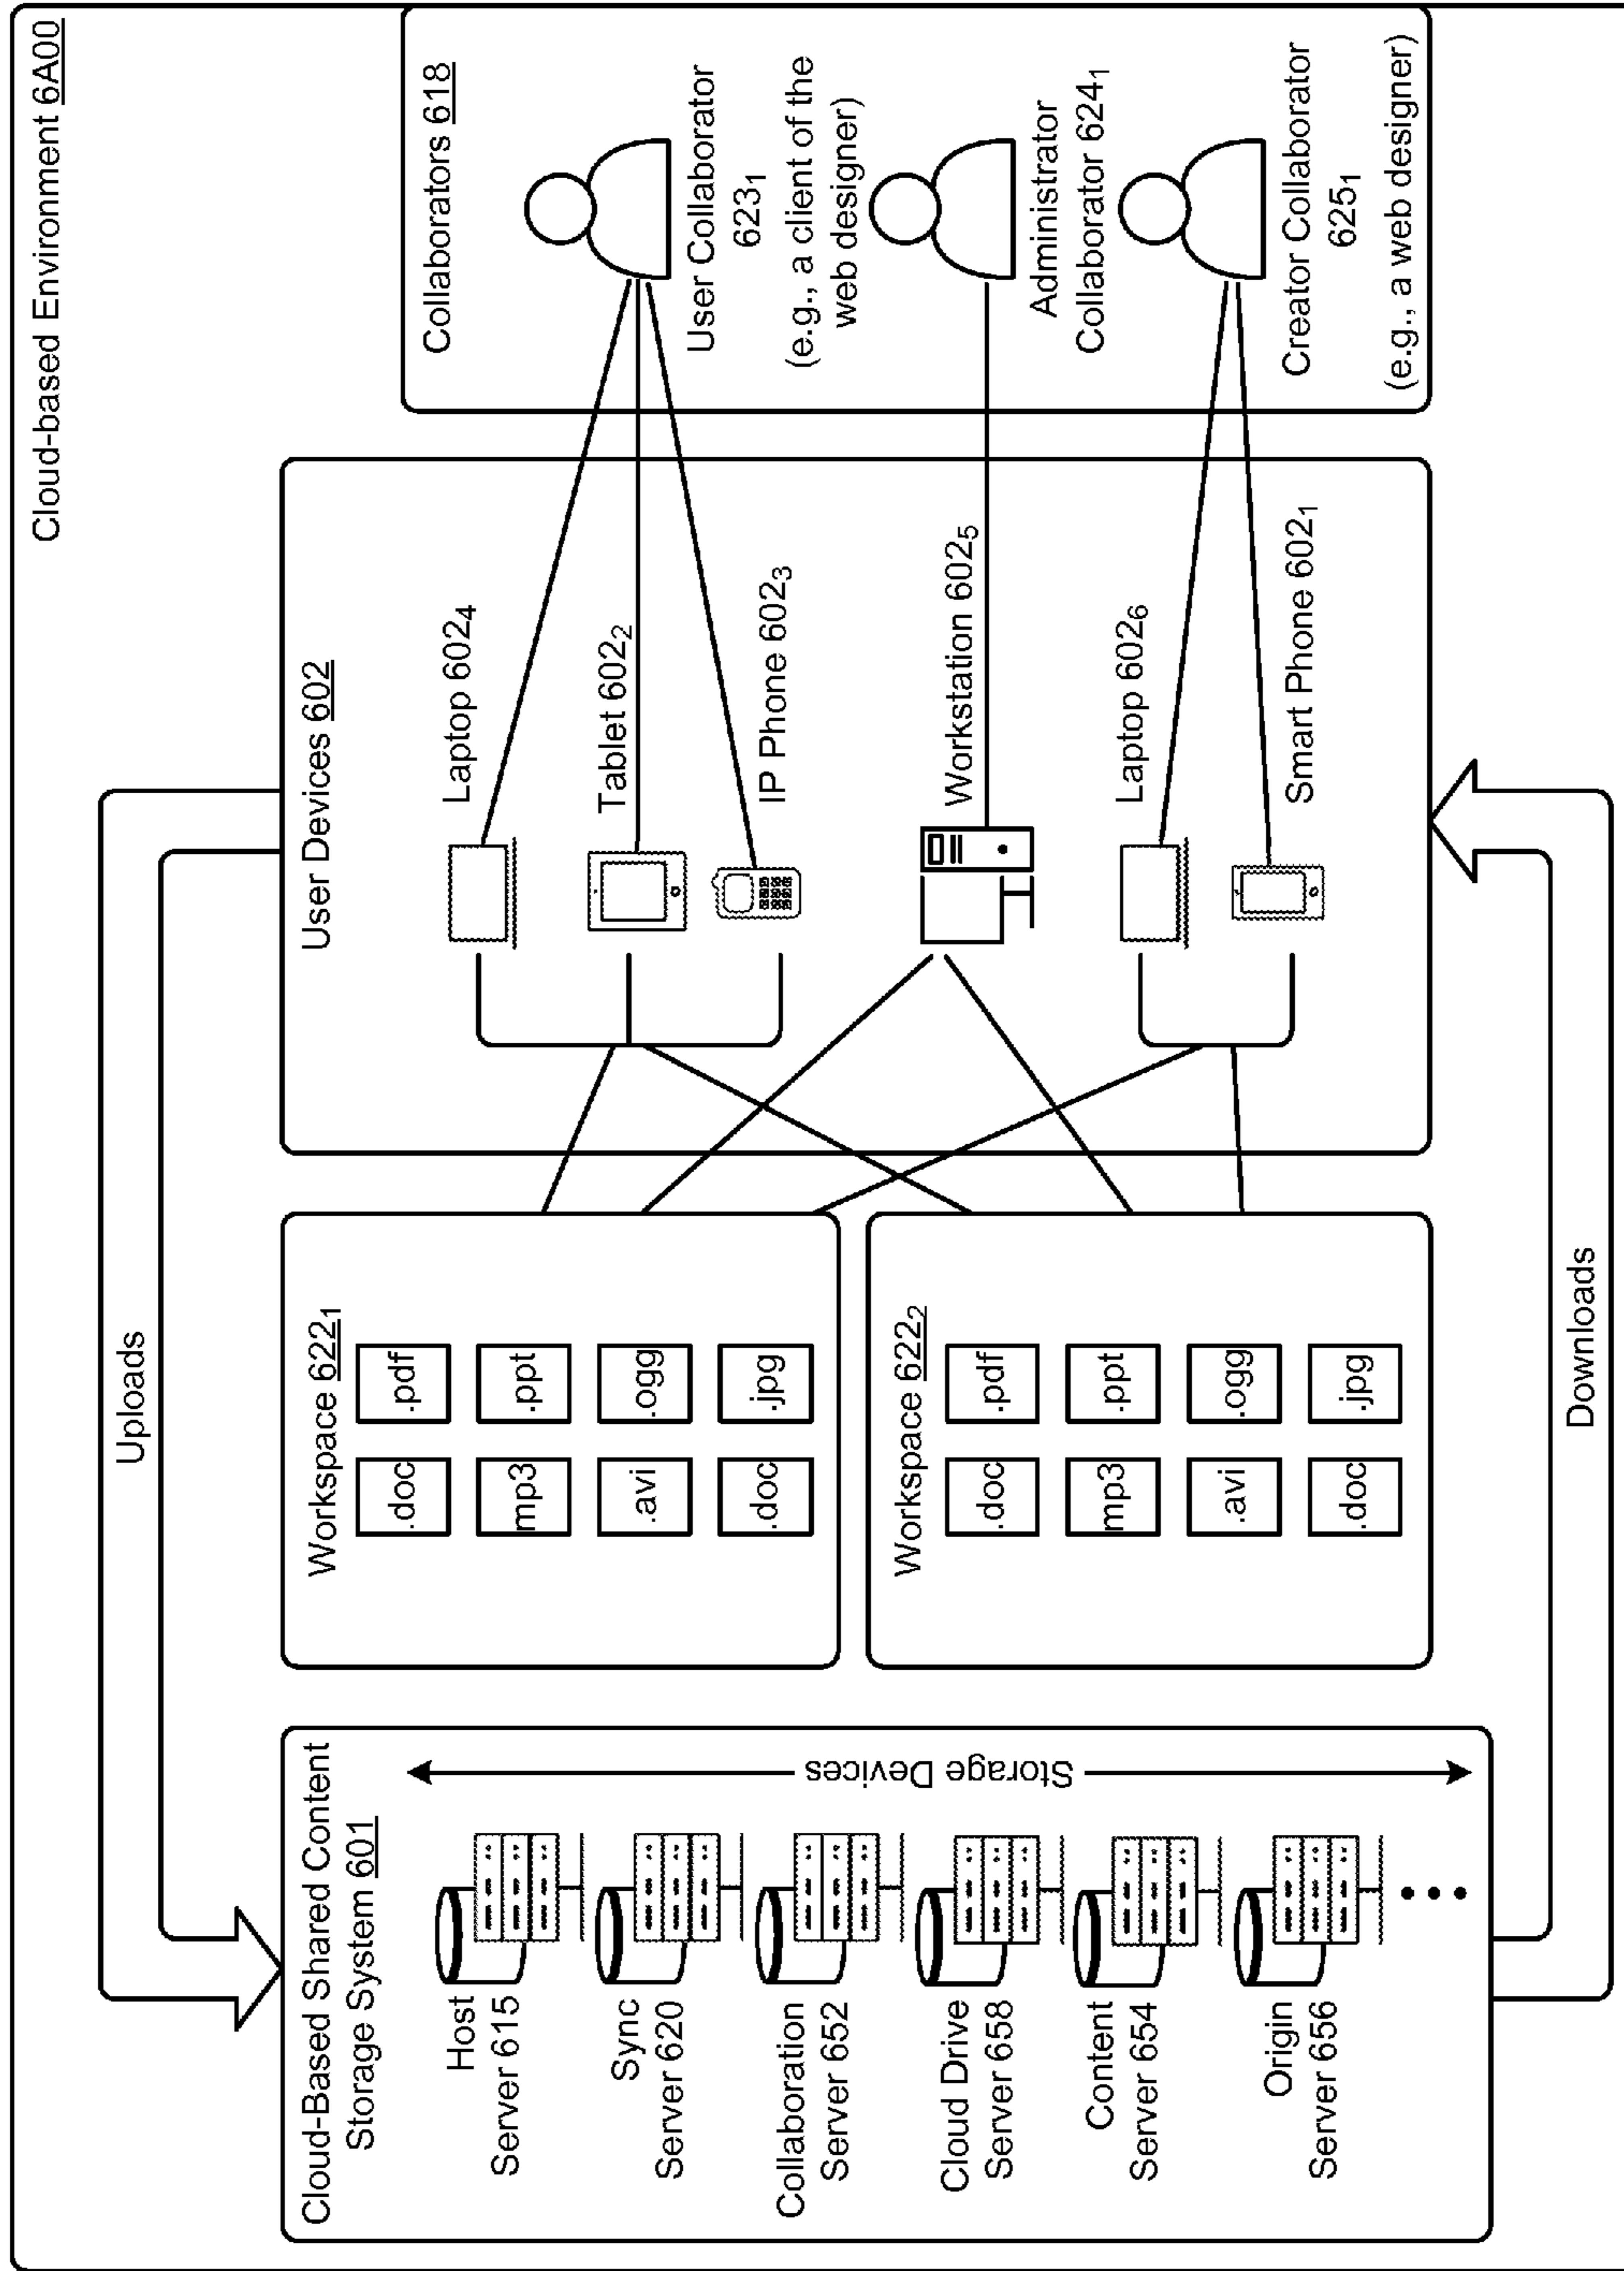 Cloud-based Environment 6A00
Uploads
Cloud-Based Shared Content
Storage System 601
Host
Server 615
Sync
Server 620
Collaboration
Server 652
Cloud Drive
Server 658
Content
Server 654
Origin
Server 656
Storage Devices
Workspace 622₁
.doc
.pdf
mp3
.ppt
.avi
.ogg
.doc
.jpg
Workspace 622₂
.doc
.pdf
mp3
.ppt
.avi
.ogg
.doc
.jpg
User Devices 602
Laptop 602₄
Tablet 602₂
IP Phone 602₃
Workstation 602₅
Laptop 602₆
Smart Phone 602₁
Collaborators 618
User Collaborator
623₁
(e.g., a client of the
web designer)
Administrator
Collaborator 624₁
Creator Collaborator
625₁
(e.g., a web designer)
Downloads